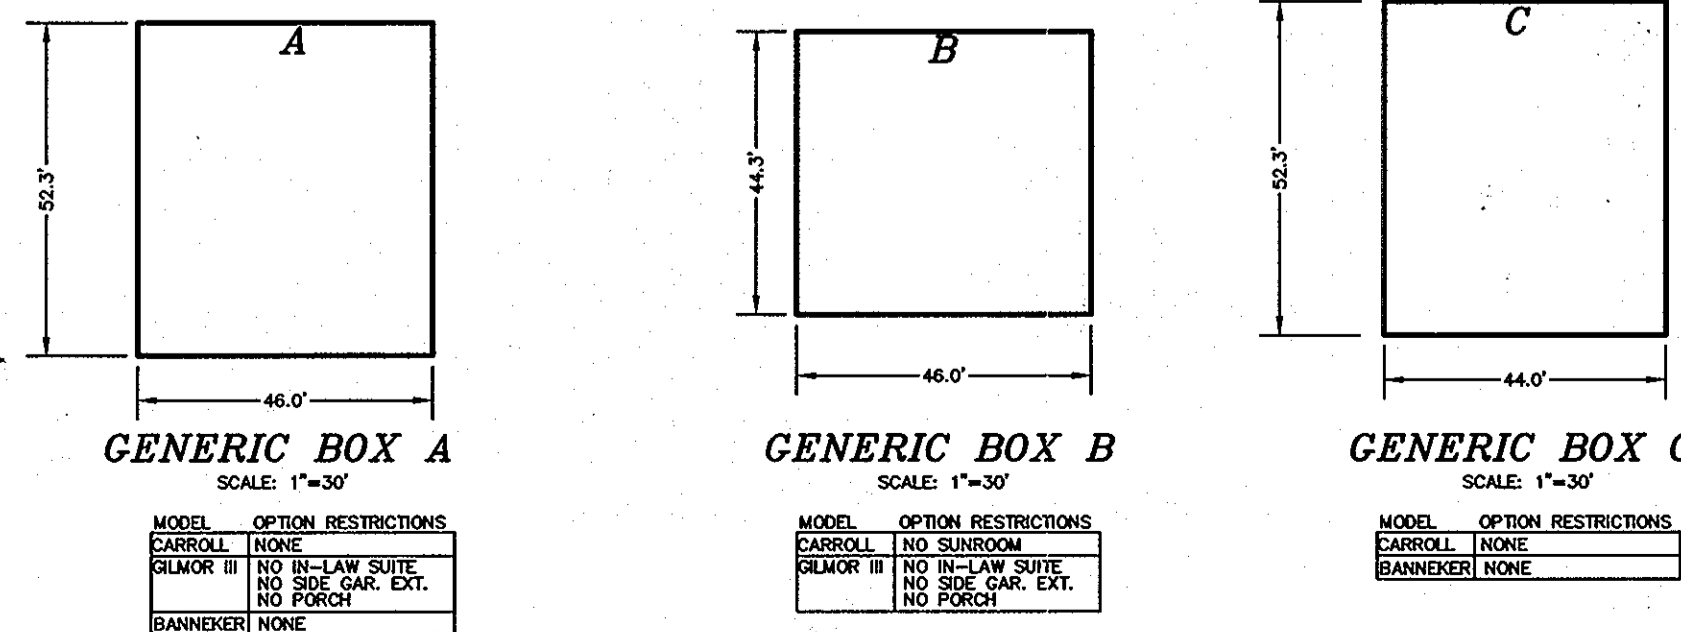 A
52.3'
46.0'
GENERIC BOX A
SCALE: 1"=30'
MODEL OPTION RESTRICTIONS
CARROLL NONE
GILMOR III NO IN-LAW SUITE
NO SIDE GAR. EXT.
NO PORCH
BANNEKER NONE
B
44.3'
46.0'
GENERIC BOX B
SCALE: 1"=30'
MODEL OPTION RESTRICTIONS
CARROLL NO SUNROOM
GILMOR III NO IN-LAW SUITE
NO SIDE GAR. EXT.
NO PORCH
C
52.3'
44.0'
GENERIC BOX C
SCALE: 1"=30'
MODEL OPTION RESTRICTIONS
CARROLL NONE
BANNEKER NONE